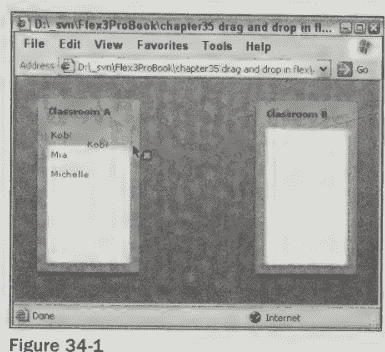 D:\_svn\Flex3ProBook\chapter35 drag and drop in fl...
File Edit View Favorites Tools Help
Address D:\_svn\Flex3ProBook\chapter35 drag and drop in flex\. Go
Classroom A
Classroom B
Kobi
Kobi
Mia
Michelle
Done
Internet
Figure 34-1